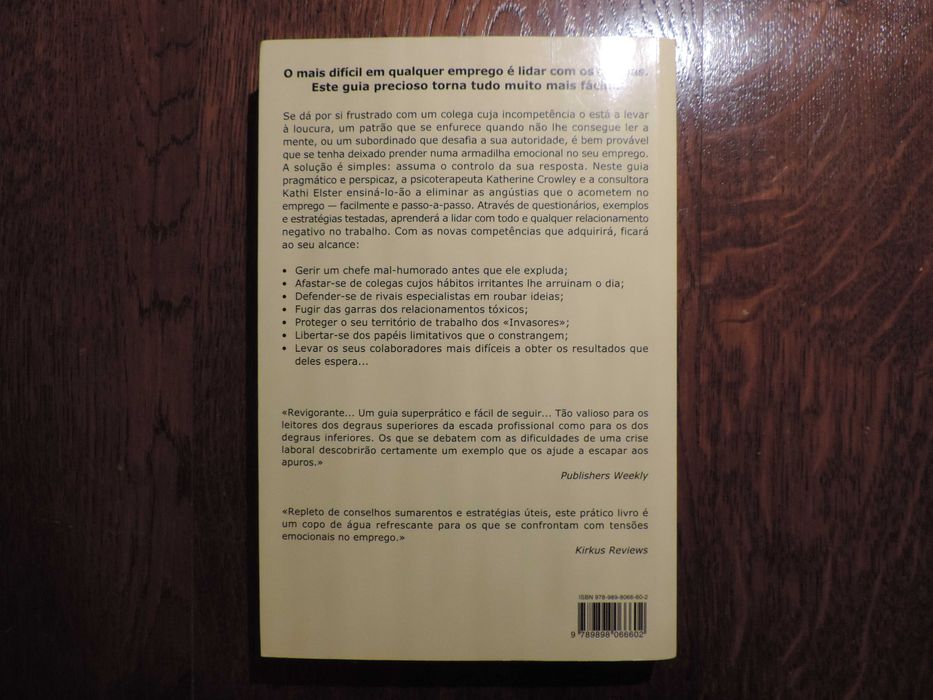 O mais difícil em qualquer emprego é lidar com os
Este guia precioso torna tudo muito mais
Se dá por si frustrado com um colega cuja incompetência o está a levar
à loucura, um patrão que se enfurece quando não lhe consegue ler a
mente, ou um subordinado que desafia a sua autoridade, é bem provável
que se tenha deixado prender numa armadilha emocional no seu emprego.
A solução é simples: assuma o controlo da sua resposta. Neste guia
pragmático e perspicaz, a psicoterapeuta Katherine Crowley e a consultora
Kathi Elster ensiná-lo-ão a eliminar as angústias que o acometem no
emprego — facilmente e passo-a-passo. Através de questionários, exemplos
e estratégias testadas, aprenderá a lidar com todo e qualquer relacionamento
negativo no trabalho. Com as novas competências que adquirirá, ficará
ao seu alcance:
• Gerir um chefe mal-humorado antes que ele expluda;
• Afastar-se de colegas cujos hábitos irritantes lhe arruinam o dia;
• Defender-se de rivais especialistas em roubar ideias;
• Fugir das garras dos relacionamentos tóxicos;
• Proteger o seu território de trabalho dos «Invasores»;
• Libertar-se dos papéis limitativos que o constrangem;
• Levar os seus colaboradores mais difíceis a obter os resultados que
deles espera...
«Revigorante... Um guia superprático e fácil de seguir... Tão valioso para os
leitores dos degraus superiores da escada profissional como para os dos
degraus inferiores. Os que se debatem com as dificuldades de uma crise
laboral descobrirão certamente um exemplo que os ajude a escapar aos
apuros.»
Publishers Weekly
«Repleto de conselhos sumarentos e estratégias úteis, este prático livro é
um copo de água refrescante para os que se confrontam com tensões
emocionais no emprego.»
Kirkus Reviews
ISBN 978-989-8066-60-2
9 789898 066602